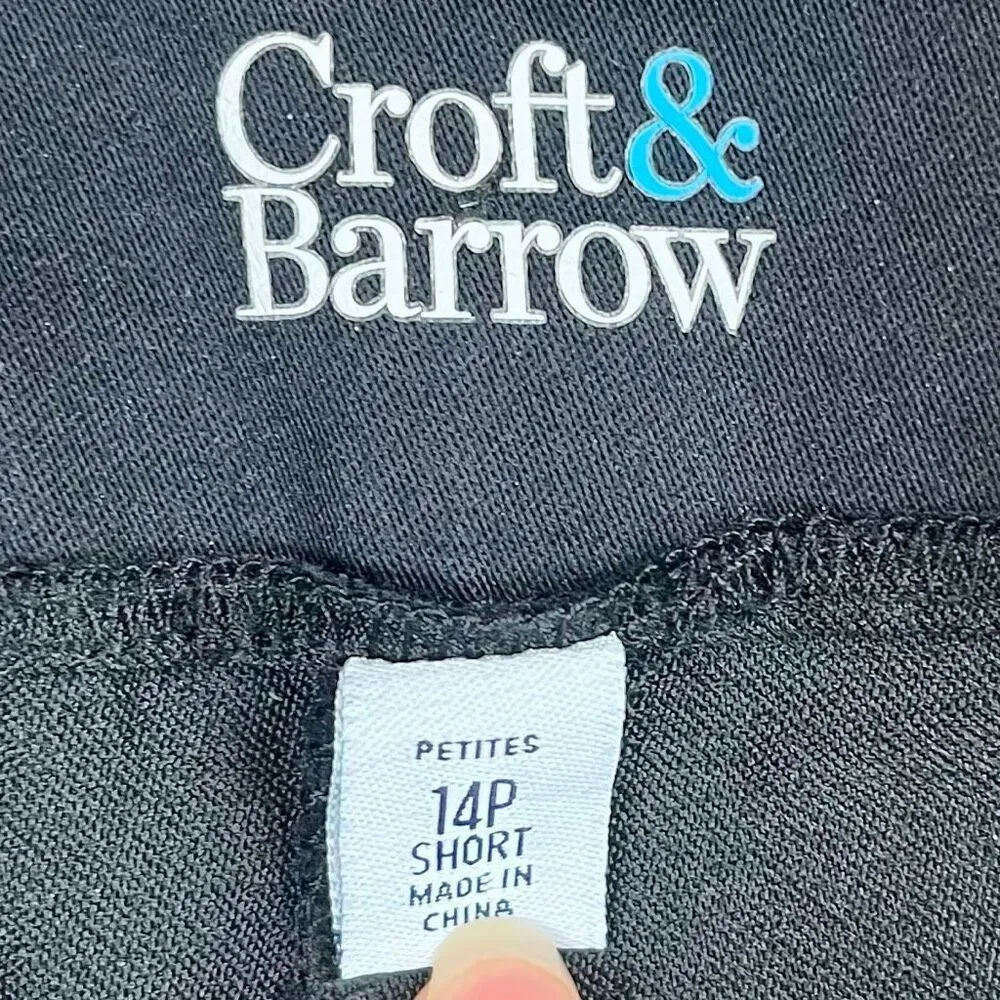 Croft&
Barrow
PETITES
14P
SHORT
MADE IN
CHINA